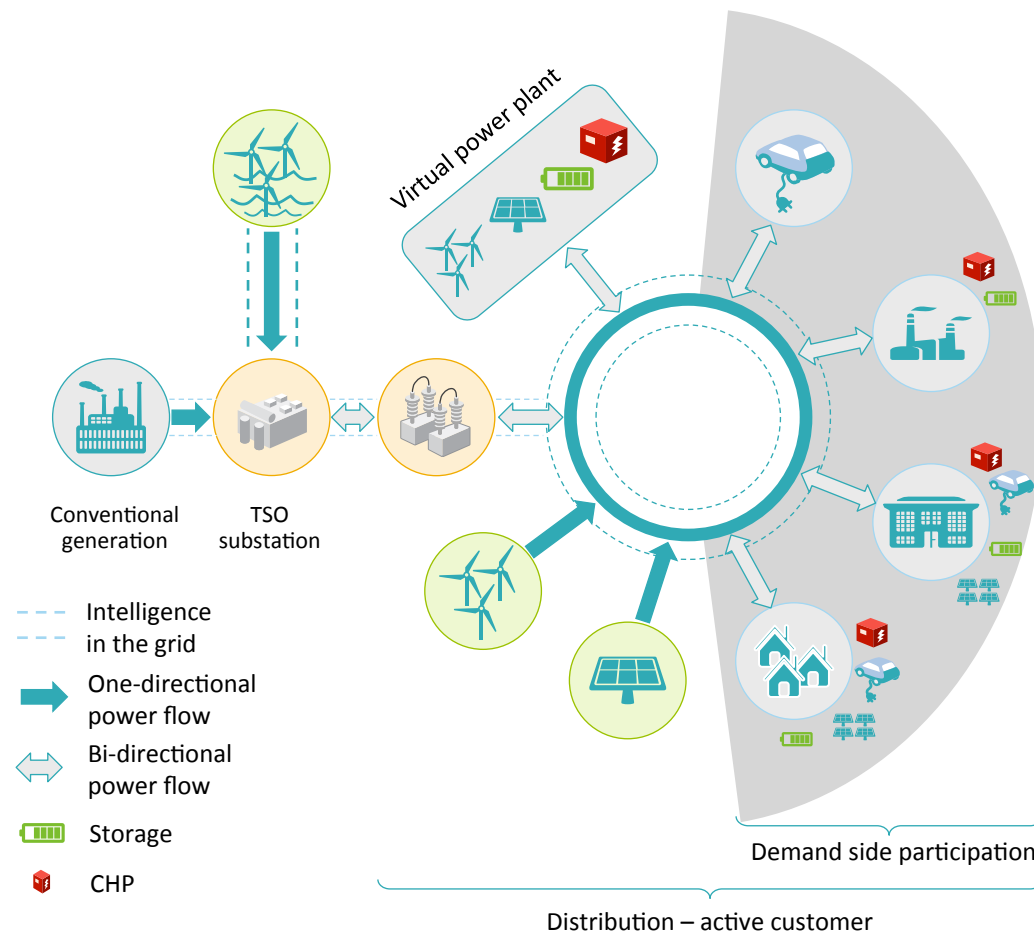 Virtual power plant
Conventional
generation
TSO
substation
Intelligence
in the grid
One-directional
power flow
Bi-directional
power flow
Storage
CHP
Demand side participation
Distribution – active customer